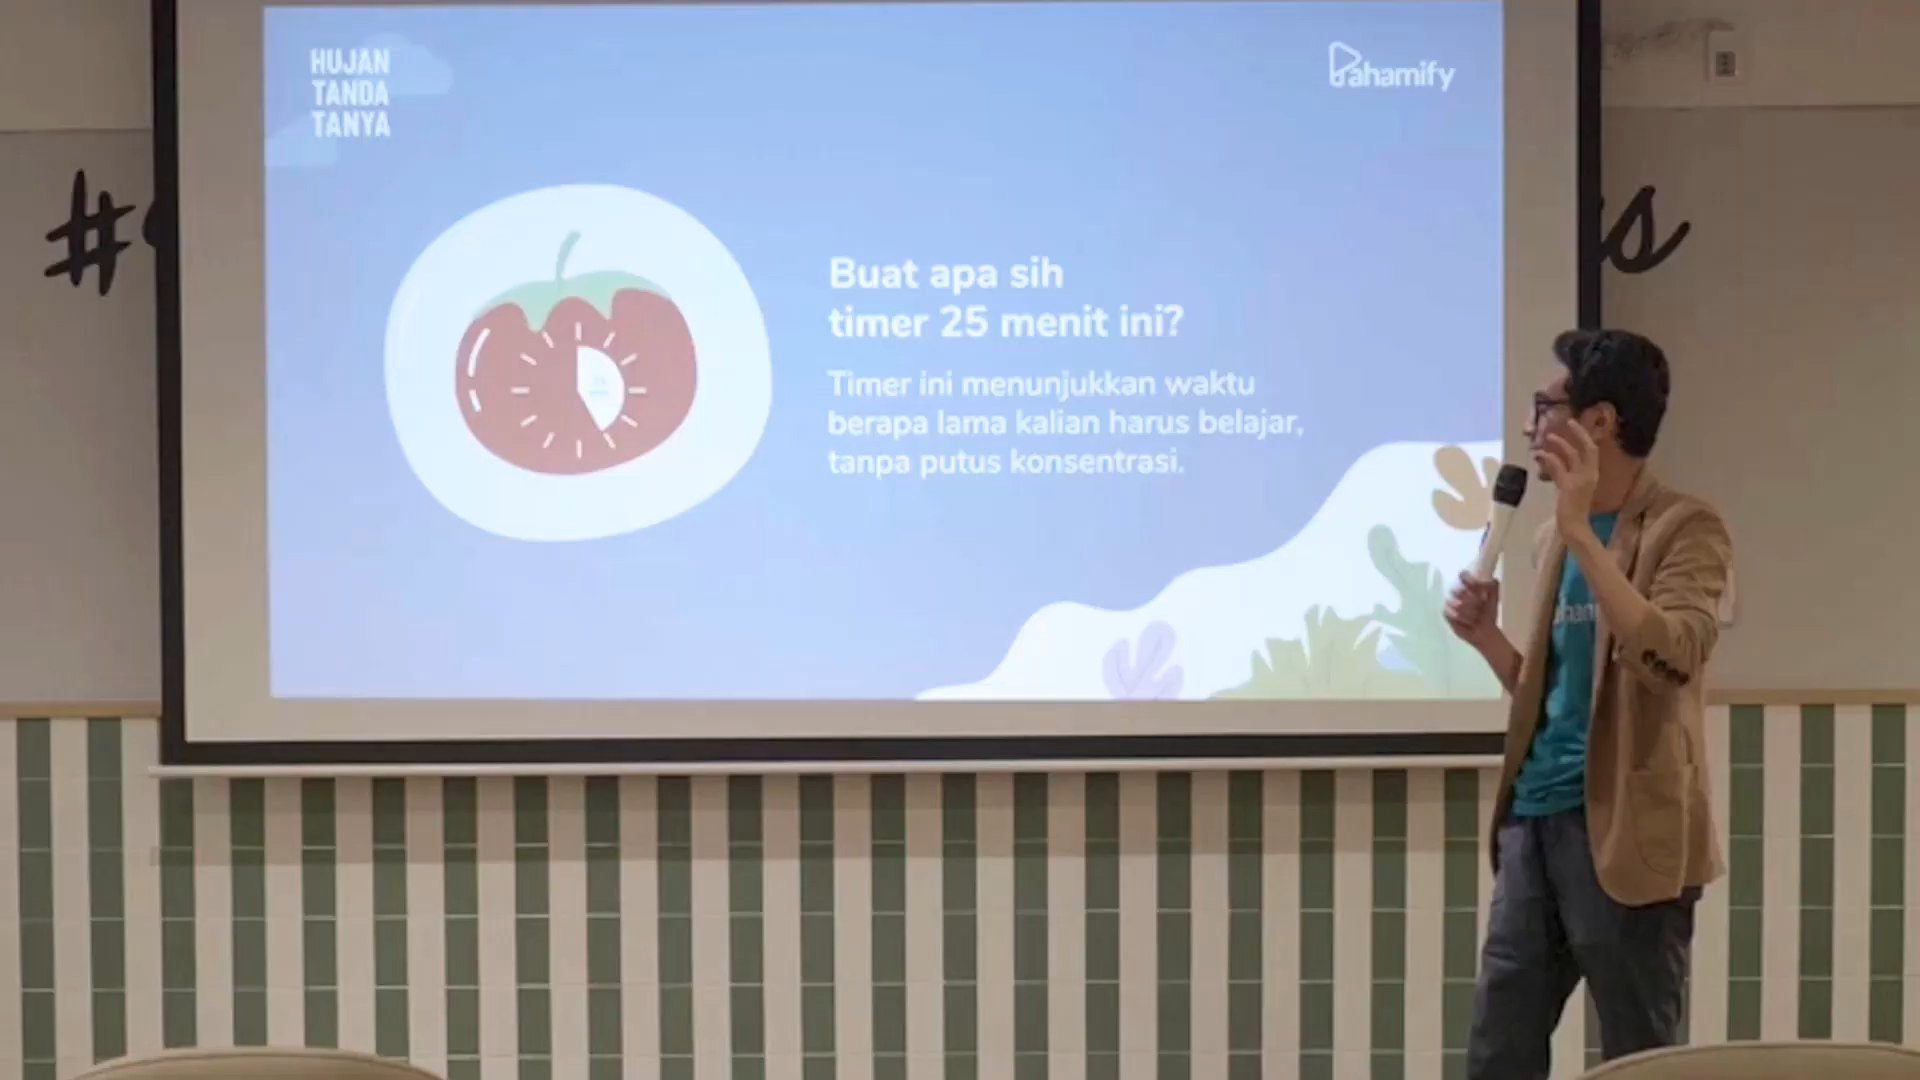 HUJAN
TANDA
TANYA
Pahamify
Buat apa sih
timer 25 menit ini?
Timer ini menunjukkan waktu
berapa lama kalian harus belajar,
tanpa putus konsentrasi.